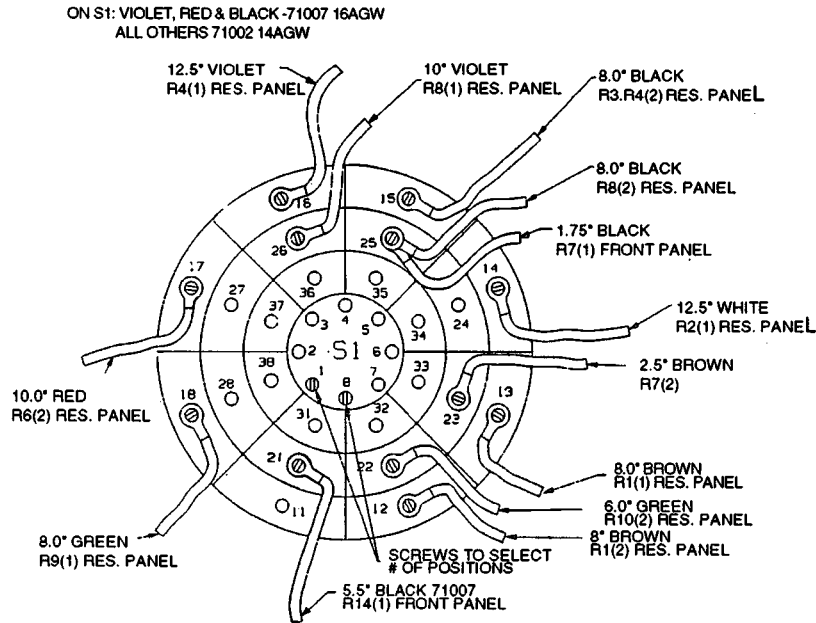 ON S1: VIOLET, RED & BLACK -71007 16AGW
ALL OTHERS 71002 14AGW
12.5" VIOLET
R4(1) RES. PANEL
10" VIOLET
R8(1) RES. PANEL
8.0" BLACK
R3.R4(2) RES. PANEL
8.0" BLACK
R8(2) RES. PANEL
1.75" BLACK
R7(1) FRONT PANEL
12.5" WHITE
R2(1) RES. PANEL
2.5" BROWN
R7(2)
10.0" RED
R6(2) RES. PANEL
8.0" BROWN
R1(1) RES. PANEL
6.0" GREEN
R10(2) RES. PANEL
8" BROWN
R1(2) RES. PANEL
8.0" GREEN
R9(1) RES. PANEL
SCREWS TO SELECT
# OF POSITIONS
5.5" BLACK 71007
R14(1) FRONT PANEL
16
15
26
25
17
27
36
35
14
37
3
4
5
34
24
2
S1
6
38
1
8
7
33
18
28
31
32
23
13
21
22
11
12